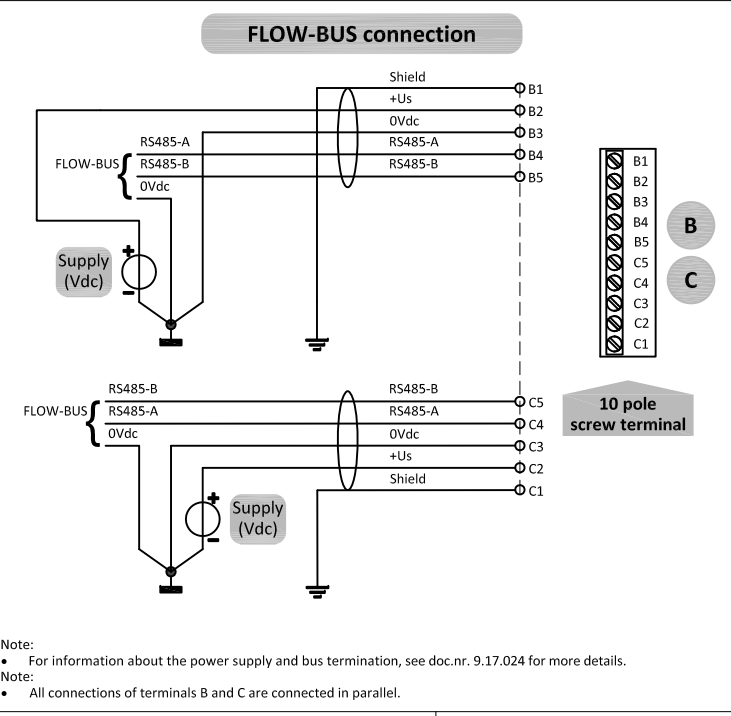 FLOW-BUS connection
Shield
B1
+Us
B2
0Vdc
B3
RS485-A
RS485-A
B4
FLOW-BUS
RS485-B
RS485-B
B5
0Vdc
+
Supply
(Vdc)
−
B1
B2
B3
B4
B5
C5
C4
C3
C2
C1
B
C
10 pole
screw terminal
RS485-B
RS485-B
C5
FLOW-BUS
RS485-A
RS485-A
C4
0Vdc
0Vdc
C3
+Us
C2
Shield
C1
+
Supply
(Vdc)
−
Note:
• For information about the power supply and bus termination, see doc.nr. 9.17.024 for more details.
Note:
• All connections of terminals B and C are connected in parallel.